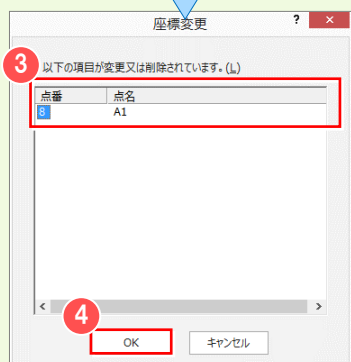 座標変更 ? ×
3 以下の項目が変更又は削除されています。(L)
点番 点名
8 A1
< >
4
OK キャンセル